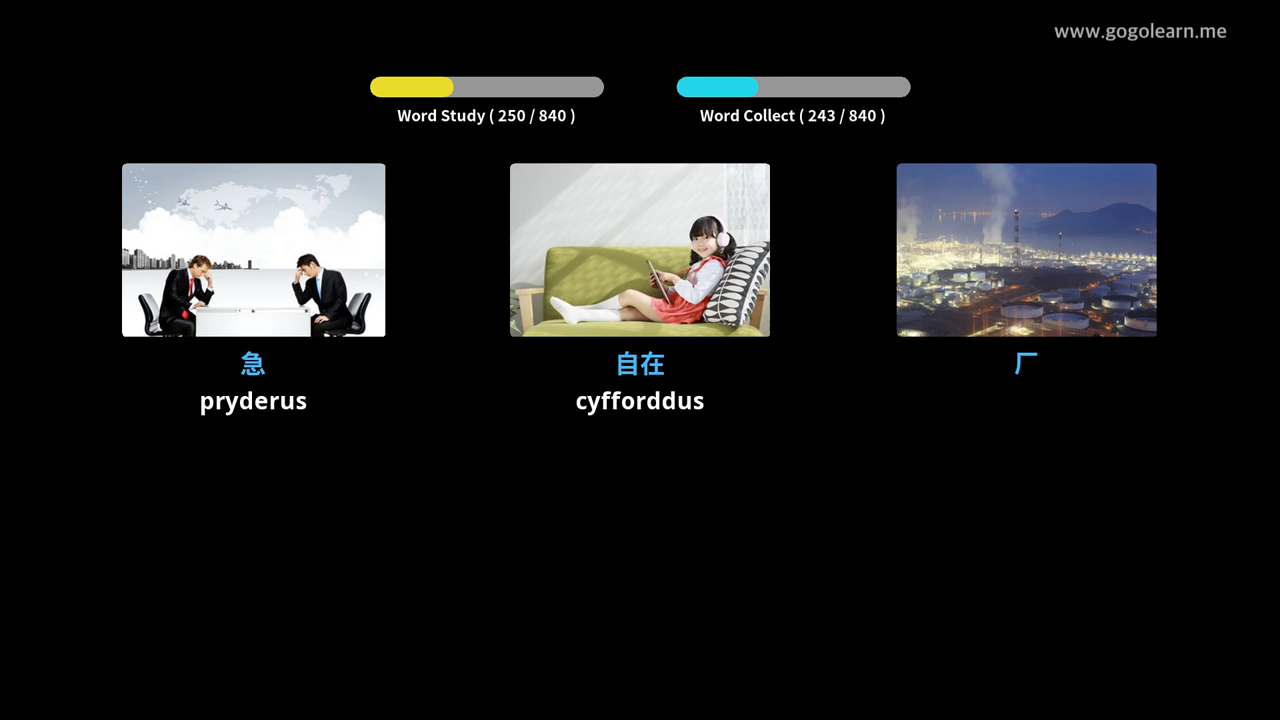 www.gogolearn.me
Word Study ( 250 / 840 )
Word Collect ( 243 / 840 )
急
自在
厂
pryderus
cyfforddus